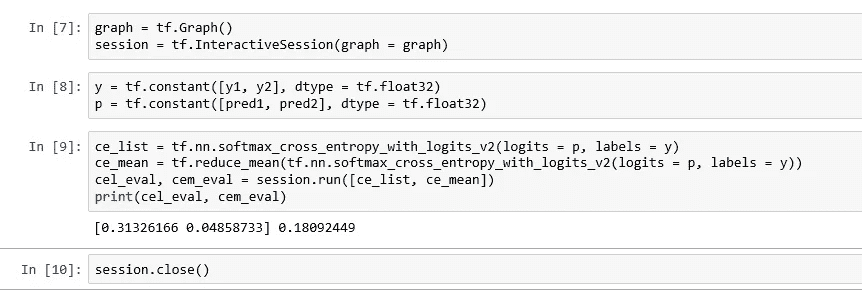 In [7]: graph = tf.Graph()
session = tf.InteractiveSession(graph = graph)
In [8]: y = tf.constant([y1, y2], dtype = tf.float32)
p = tf.constant([pred1, pred2], dtype = tf.float32)
In [9]: ce_list = tf.nn.softmax_cross_entropy_with_logits_v2(logits = p, labels = y)
ce_mean = tf.reduce_mean(tf.nn.softmax_cross_entropy_with_logits_v2(logits = p, labels = y))
cel_eval, cem_eval = session.run([ce_list, ce_mean])
print(cel_eval, cem_eval)
[0.31326166 0.04858733] 0.18092449
In [10]: session.close()